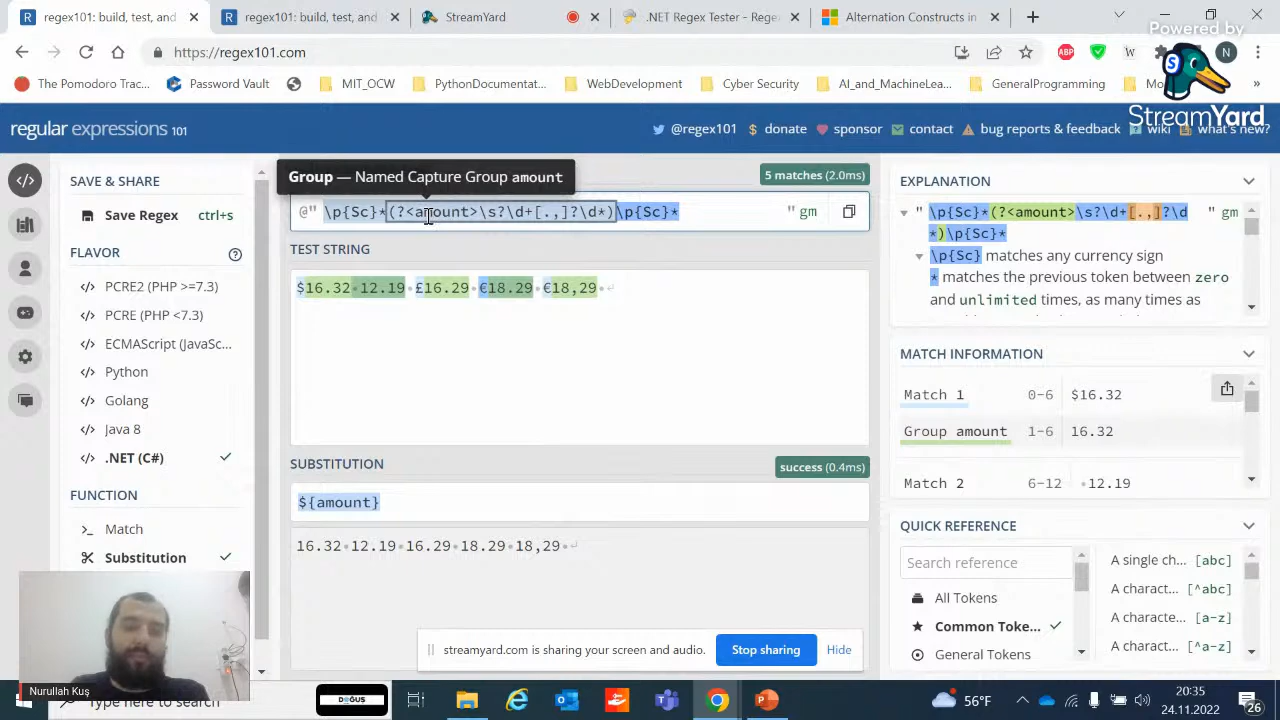 regex101: build, test, and
regex101: build, test, and
StreamYard
.NET Regex Tester - Rege
Alternation Constructs in
Powered by
https://regex101.com
ABP
W
N
The Pomodoro Trac...
Password Vault
MIT_OCW
PythonDocumentat...
WebDevelopment
Cyber Security
AI_and_MachineLea...
GeneralProgramming
StreamYard
regular expressions 101
@regex101
$ donate
sponsor
contact
bug reports & feedback
wiki
what's new?
SAVE & SHARE
Save Regex
ctrl+s
FLAVOR
PCRE2 (PHP >=7.3)
PCRE (PHP <7.3)
ECMAScript (JavaSc...
Python
Golang
Java 8
.NET (C#)
FUNCTION
Match
Substitution
Group — Named Capture Group amount
5 matches (2.0ms)
@" \p{Sc}*(?<amount>\s?\d+[.,]?\d*)\p{Sc}* " gm
TEST STRING
$16.32·12.19·£16.29·€18.29·€18,29·
SUBSTITUTION
success (0.4ms)
${amount}
16.32·12.19·16.29·18.29·18,29·
EXPLANATION
" \p{Sc}*(?<amount>\s?\d+[.,]?\d " gm
*)\p{Sc}*
\p{Sc} matches any currency sign
* matches the previous token between zero
and unlimited times, as many times as
MATCH INFORMATION
Match 1 0-6 $16.32
Group amount 1-6 16.32
Match 2 6-12 ·12.19
QUICK REFERENCE
Search reference
All Tokens
Common Toke...
General Tokens
A single ch... [abc]
A charact... [^abc]
A characte... [a-z]
A charact... [^a-z]
streamyard.com is sharing your screen and audio.
Stop sharing
Hide
Nurullah Kuş
Type here to search
DOĞUS
56°F
20:35
24.11.2022
26